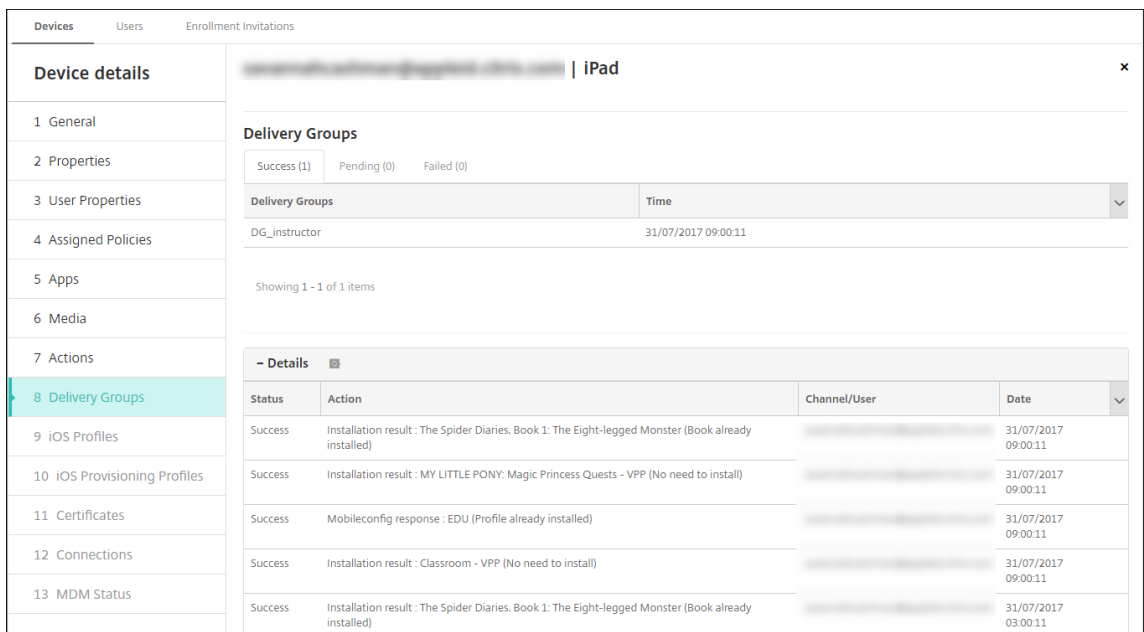 Devices Users Enrollment Invitations
Device details
| iPad
×
1 General
2 Properties
3 User Properties
4 Assigned Policies
5 Apps
6 Media
7 Actions
8 Delivery Groups
9 iOS Profiles
10 iOS Provisioning Profiles
11 Certificates
12 Connections
13 MDM Status
Delivery Groups
Success (1) Pending (0) Failed (0)
Delivery Groups Time
DG_instructor 31/07/2017 09:00:11
Showing 1 - 1 of 1 items
– Details
Status Action Channel/User Date
Success Installation result : The Spider Diaries, Book 1: The Eight-legged Monster (Book already 31/07/2017
installed) 09:00:11
Success Installation result : MY LITTLE PONY: Magic Princess Quests - VPP (No need to install) 31/07/2017
09:00:11
Success Mobileconfig response : EDU (Profile already installed) 31/07/2017
09:00:11
Success Installation result : Classroom - VPP (No need to install) 31/07/2017
09:00:11
Success Installation result : The Spider Diaries, Book 1: The Eight-legged Monster (Book already 31/07/2017
installed) 03:00:11